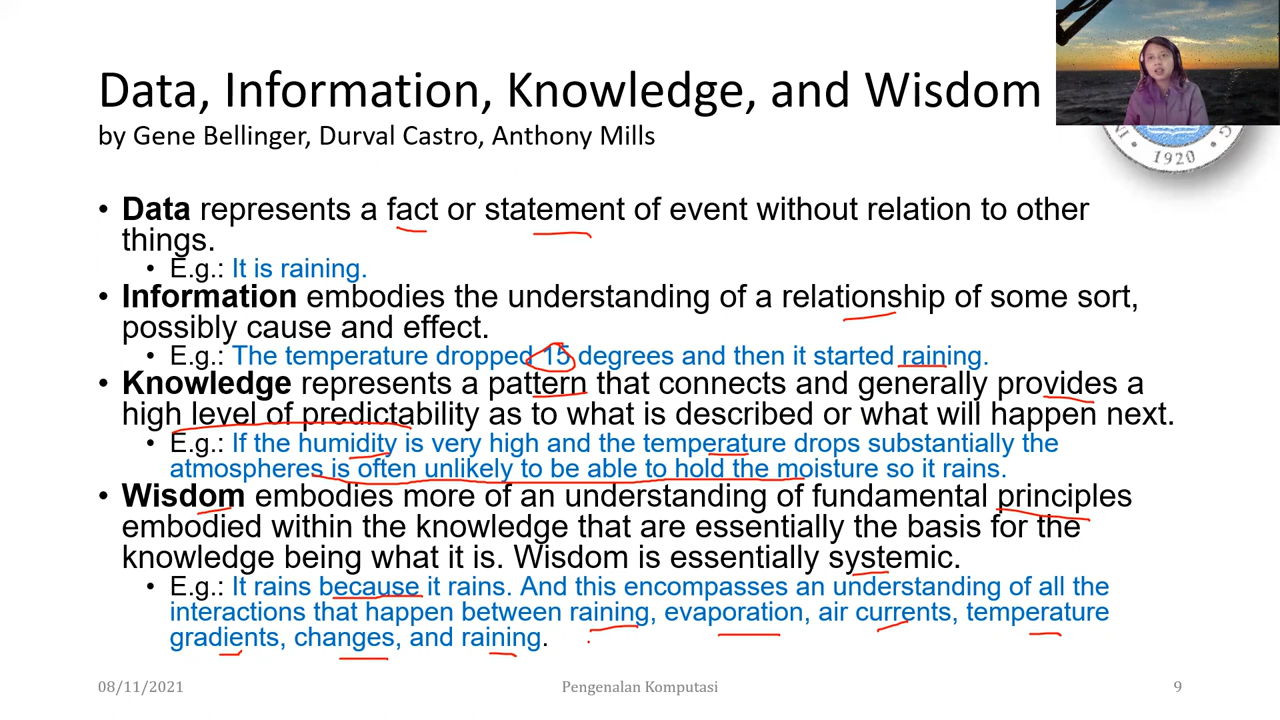 Data, Information, Knowledge, and Wisdom
by Gene Bellinger, Durval Castro, Anthony Mills
1920
• Data represents a fact or statement of event without relation to other
things.
• E.g.: It is raining.
• Information embodies the understanding of a relationship of some sort,
possibly cause and effect.
• E.g.: The temperature dropped 15 degrees and then it started raining.
• Knowledge represents a pattern that connects and generally provides a
high level of predictability as to what is described or what will happen next.
• E.g.: If the humidity is very high and the temperature drops substantially the
atmospheres is often unlikely to be able to hold the moisture so it rains.
• Wisdom embodies more of an understanding of fundamental principles
embodied within the knowledge that are essentially the basis for the
knowledge being what it is. Wisdom is essentially systemic.
• E.g.: It rains because it rains. And this encompasses an understanding of all the
interactions that happen between raining, evaporation, air currents, temperature
gradients, changes, and raining.
08/11/2021
Pengenalan Komputasi
9